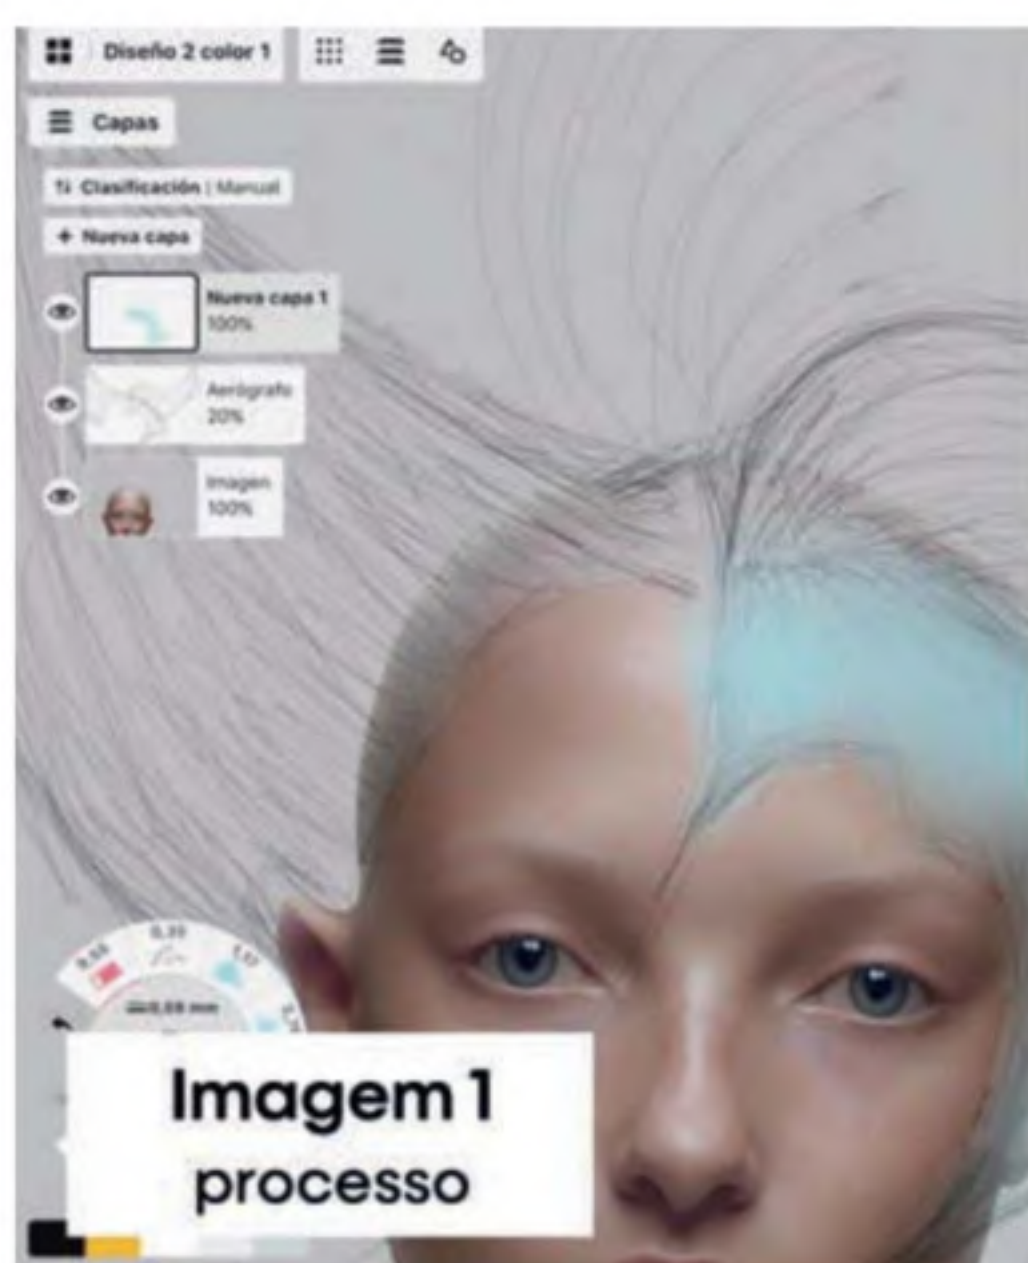 Diseño 2 color 1
Capas
Clasificación | Manual
+ Nueva capa
Nueva capa 1
100%
Aerógrafo
20%
Imagen
100%
Imagem 1
processo